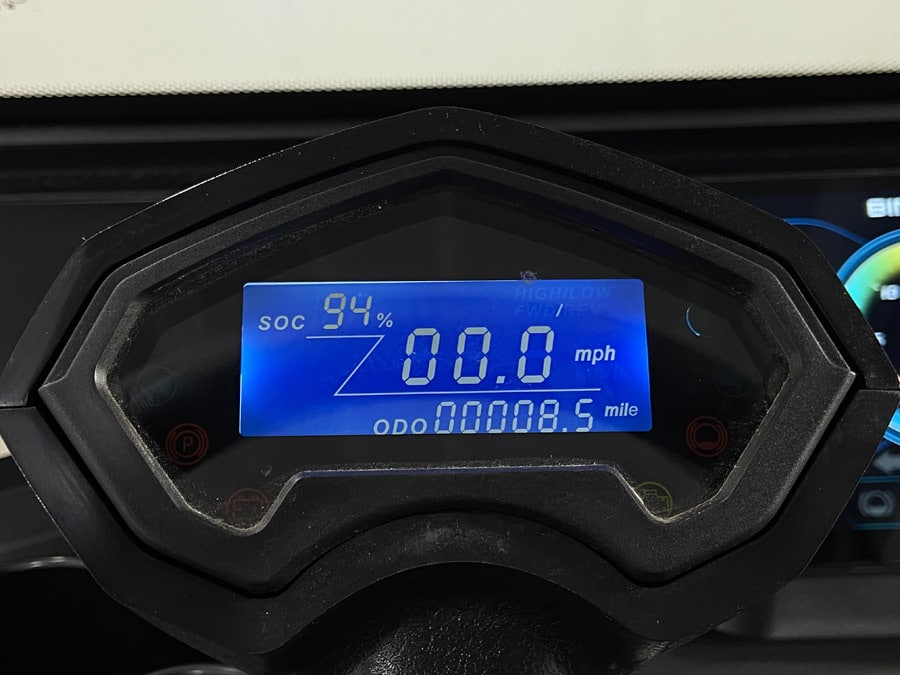 HIGH/LOW
SOC 94%
FWD/REV
00.0 mph
ODO 00008.5 mile
P